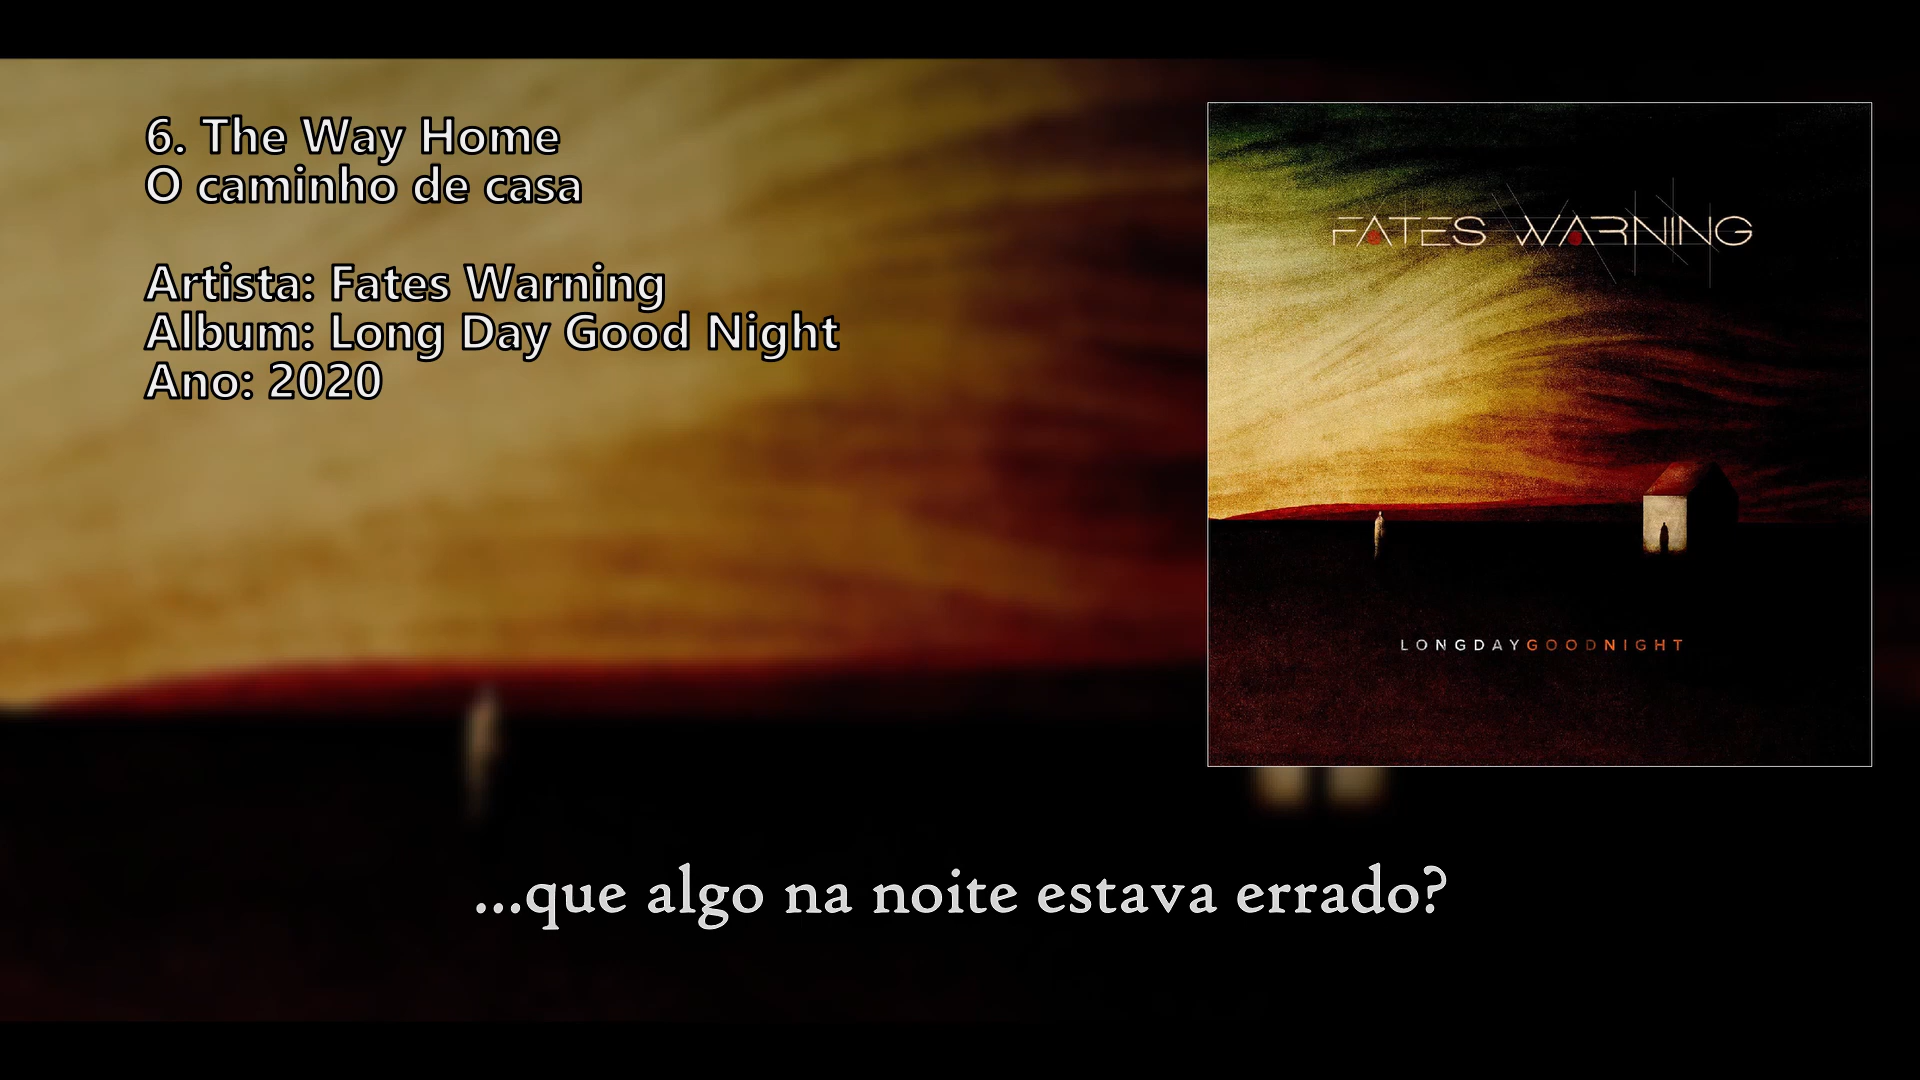 6. The Way Home
O caminho de casa
Artista: Fates Warning
Album: Long Day Good Night
Ano: 2020
FATES WARNING
LONGDAYGOODNIGHT
...que algo na noite estava errado?